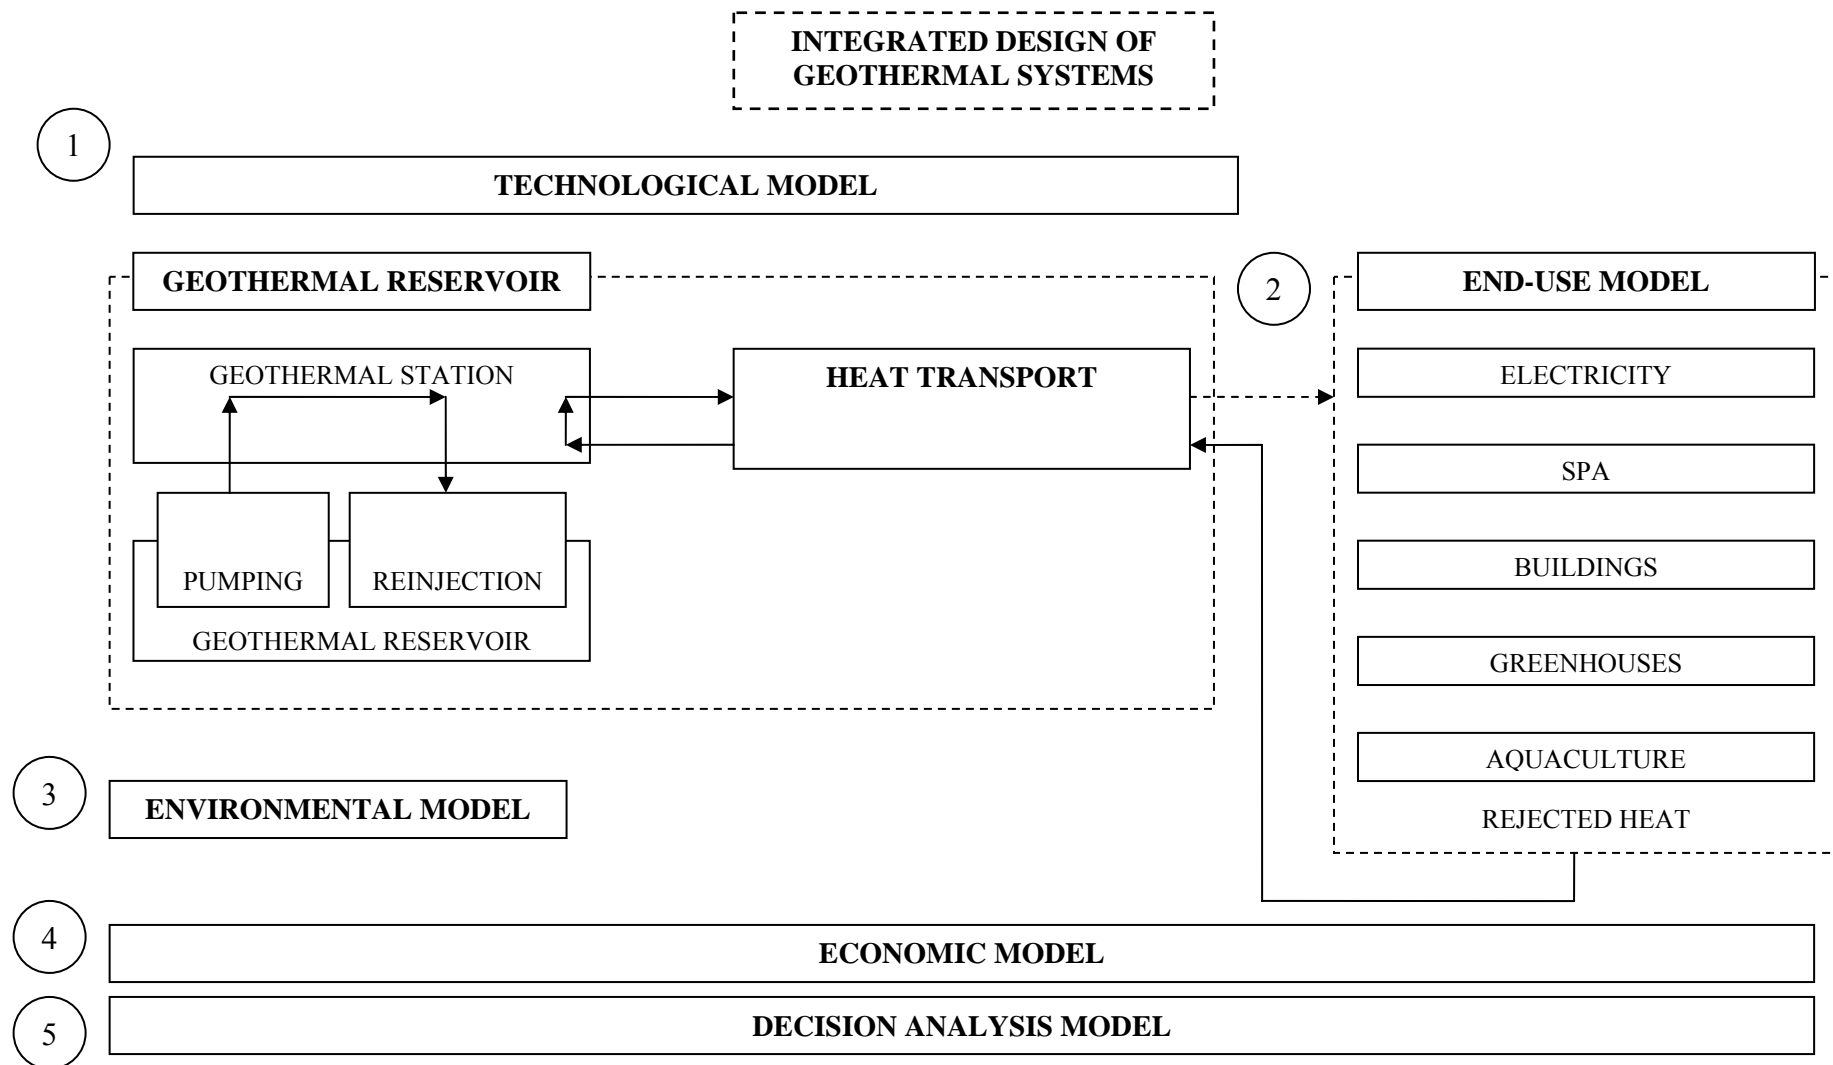 INTEGRATED DESIGN OF
GEOTHERMAL SYSTEMS
1
TECHNOLOGICAL MODEL
GEOTHERMAL RESERVOIR
2
END-USE MODEL
GEOTHERMAL STATION
HEAT TRANSPORT
ELECTRICITY
SPA
PUMPING
REINJECTION
BUILDINGS
GEOTHERMAL RESERVOIR
GREENHOUSES
AQUACULTURE
3
ENVIRONMENTAL MODEL
REJECTED HEAT
4
ECONOMIC MODEL
5
DECISION ANALYSIS MODEL